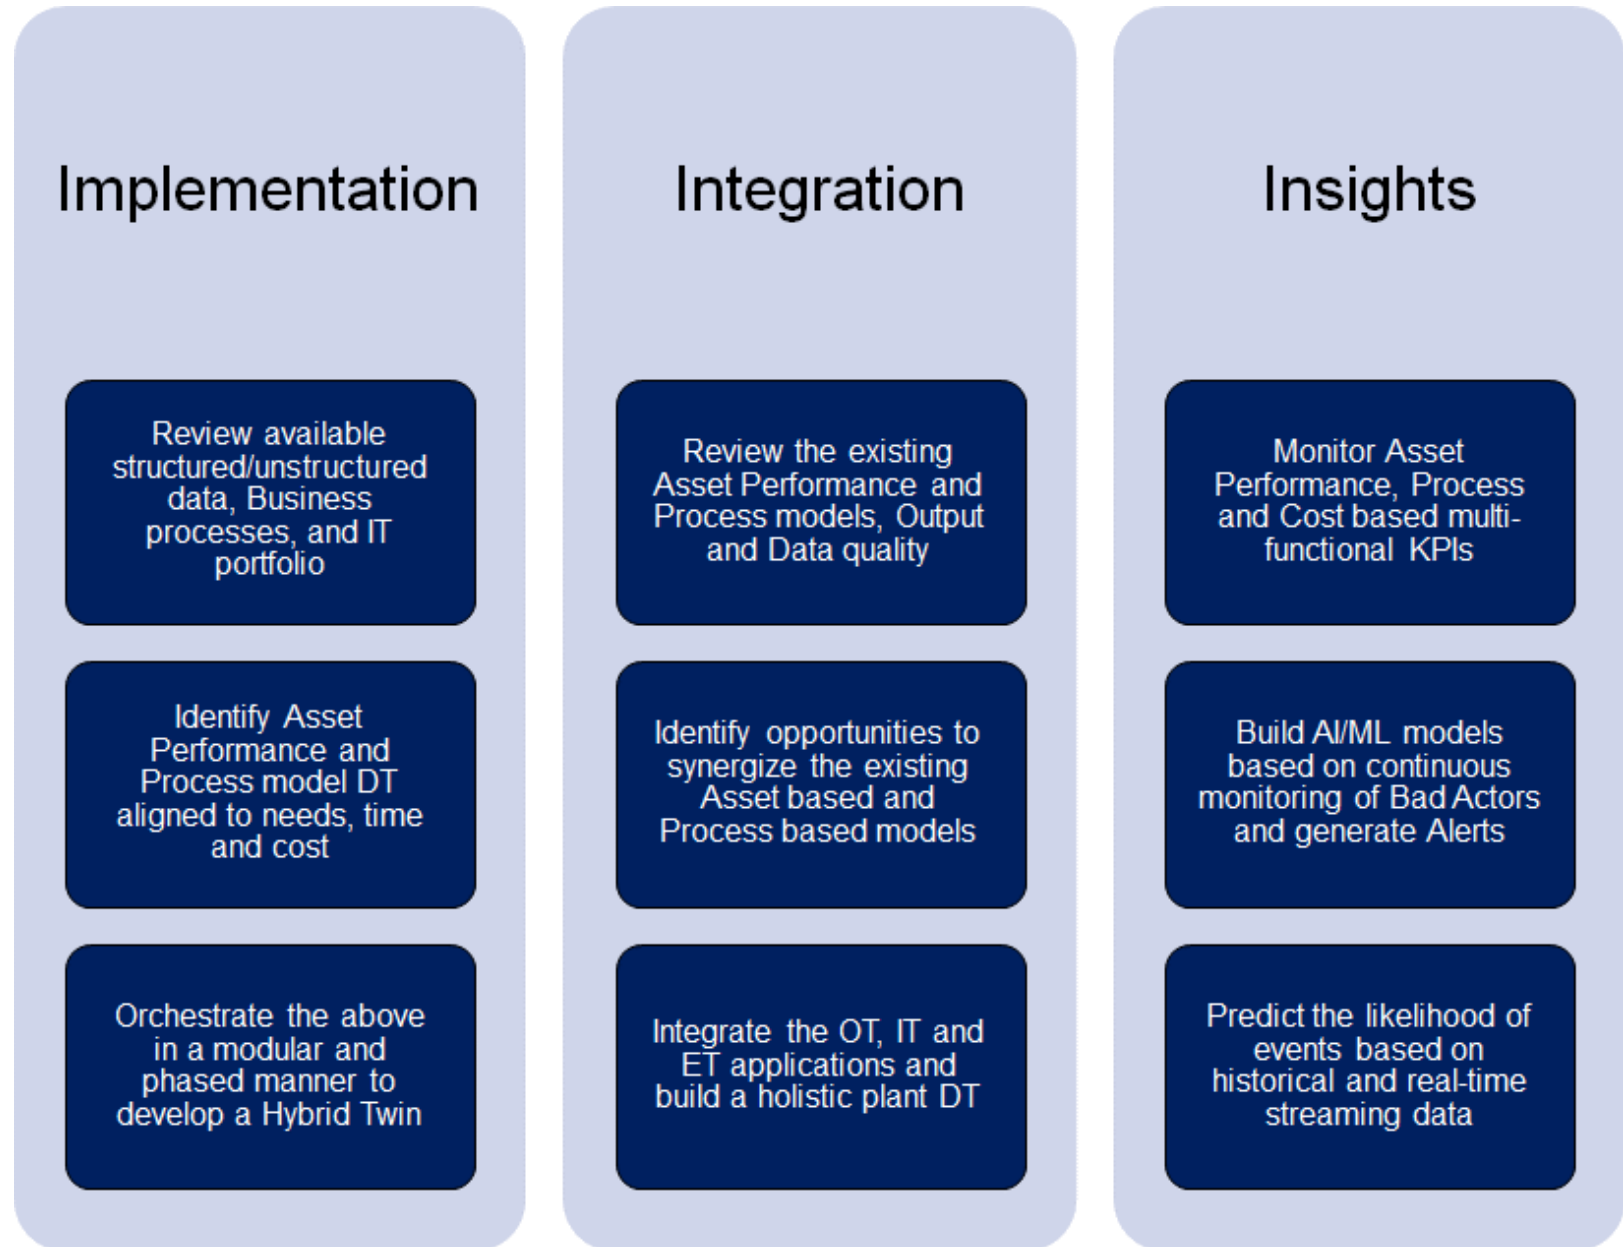 Implementation
Review available
structured/unstructured
data, Business
processes, and IT
portfolio
Identify Asset
Performance and
Process model DT
aligned to needs, time
and cost
Orchestrate the above
in a modular and
phased manner to
develop a Hybrid Twin
Integration
Review the existing
Asset Performance and
Process models, Output
and Data quality
Identify opportunities to
synergize the existing
Asset based and
Process based models
Integrate the OT, IT and
ET applications and
build a holistic plant DT
Insights
Monitor Asset
Performance, Process
and Cost based multi-
functional KPIs
Build AI/ML models
based on continuous
monitoring of Bad Actors
and generate Alerts
Predict the likelihood of
events based on
historical and real-time
streaming data